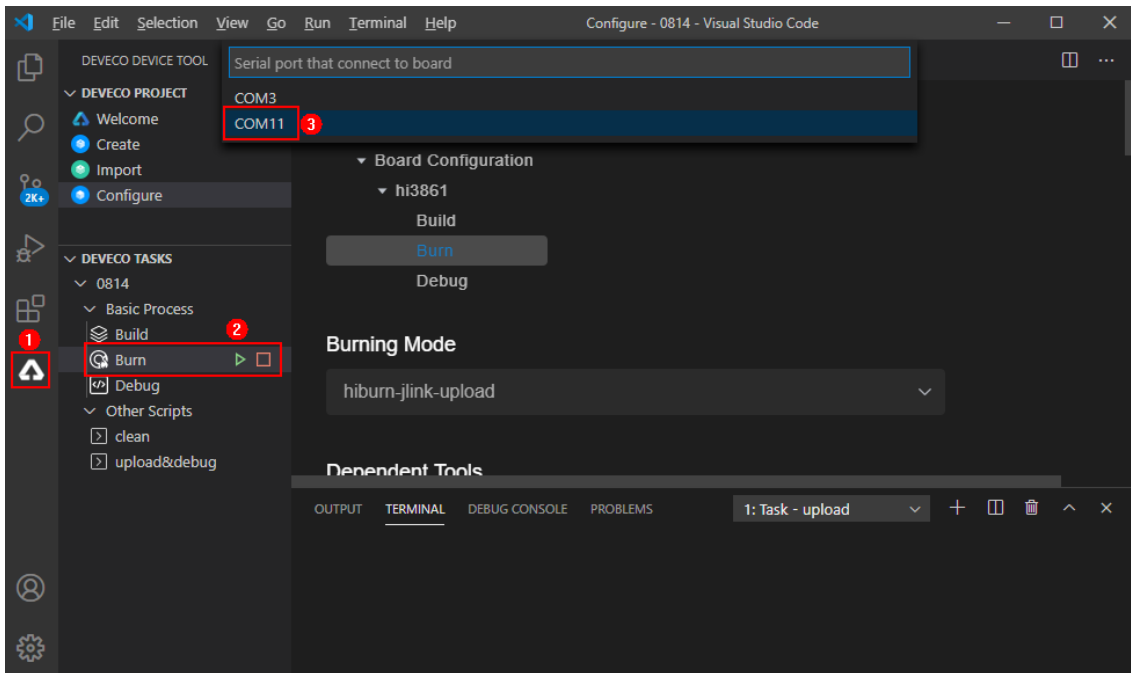 File Edit Selection View Go Run Terminal Help Configure - 0814 - Visual Studio Code
DEVECO DEVICE TOOL
Serial port that connect to board
COM3
COM11
3
DEVECO PROJECT
Welcome
Create
Import
Configure
2K+
DEVECO TASKS
0814
Basic Process
Build
2
Burn
Debug
Other Scripts
clean
upload&debug
1
Board Configuration
hi3861
Build
Burn
Debug
Burning Mode
hiburn-jlink-upload
Dependent Tools
OUTPUT TERMINAL DEBUG CONSOLE PROBLEMS 1: Task - upload